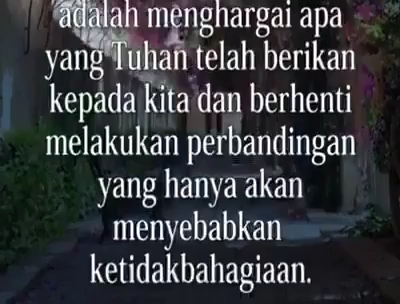 adalah menghargai apa
yang Tuhan telah berikan
kepada kita dan berhenti
melakukan perbandingan
yang hanya akan
menyebabkan
ketidakbahagiaan.